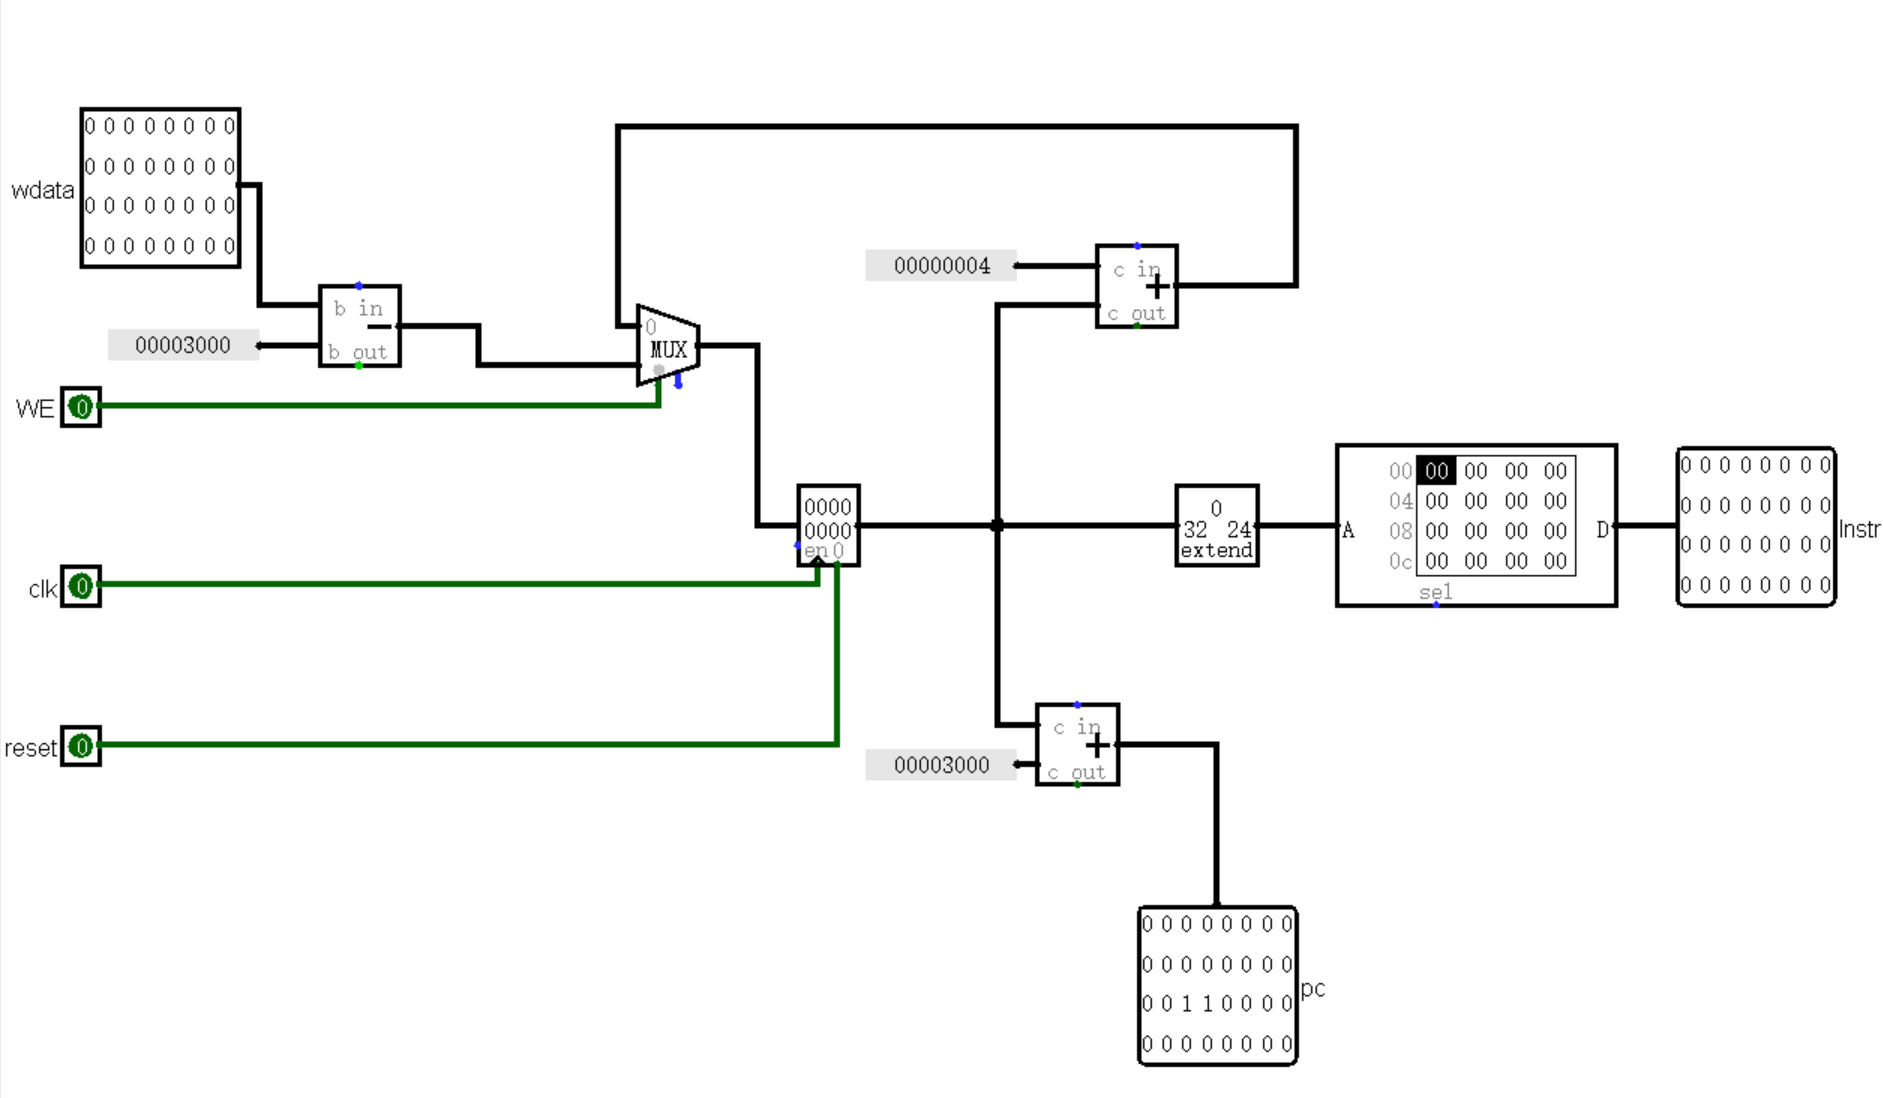 0 0 0 0 0 0 0 0
0 0 0 0 0 0 0 0
wdata
0 0 0 0 0 0 0 0
0 0 0 0 0 0 0 0
b in
00003000
b out
WE 0
0
MUX
00000004
c in
+
c out
0000
0000
en 0
clk 0
reset 0
0
32 24
extend
A
00 00 00 00 00
04 00 00 00 00
08 00 00 00 00
0c 00 00 00 00
D
sel
0 0 0 0 0 0 0 0
0 0 0 0 0 0 0 0
Instr
0 0 0 0 0 0 0 0
0 0 0 0 0 0 0 0
c in
+
00003000
c out
0 0 0 0 0 0 0 0
0 0 0 0 0 0 0 0
pc
0 0 1 1 0 0 0 0
0 0 0 0 0 0 0 0